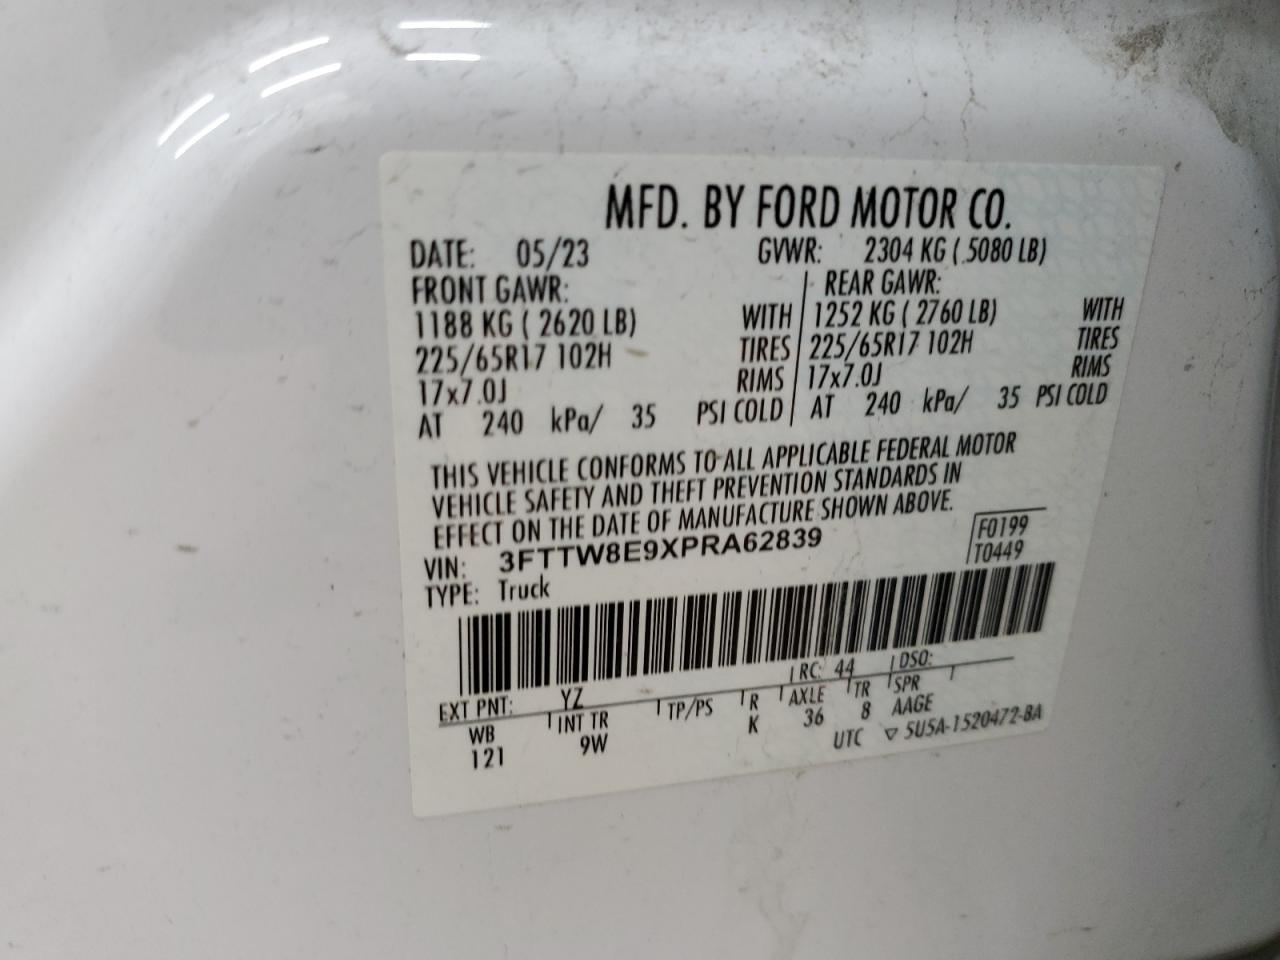 MFD. BY FORD MOTOR CO.
DATE: 05/23 GVWR: 2304 KG ( 5080 LB)
FRONT GAWR: REAR GAWR:
1188 KG ( 2620 LB) WITH 1252 KG ( 2760 LB) WITH
225/65R17 102H TIRES 225/65R17 102H TIRES
17x7.0J RIMS 17x7.0J RIMS
AT 240 kPa/ 35 PSI COLD AT 240 kPa/ 35 PSI COLD
THIS VEHICLE CONFORMS TO ALL APPLICABLE FEDERAL MOTOR
VEHICLE SAFETY AND THEFT PREVENTION STANDARDS IN
EFFECT ON THE DATE OF MANUFACTURE SHOWN ABOVE.
VIN: 3FTTW8E9XPRA62839 F0199
TYPE: Truck T0449
EXT PNT: YZ RC: 44 DSO:
WB INT TR TP/PS R AXLE TR SPR
121 9W K 36 8 AAGE
UTC ▽ 5U5A-1520472-BA